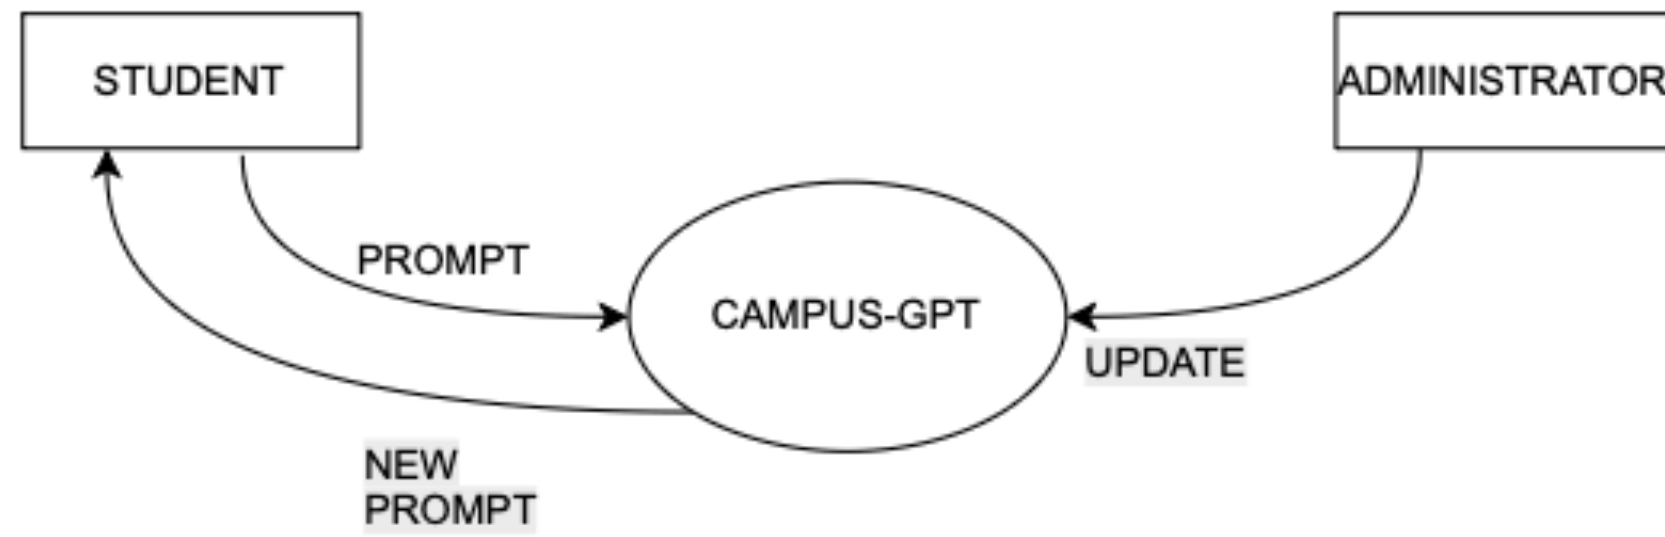 STUDENT
ADMINISTRATOR
PROMPT
CAMPUS-GPT
UPDATE
NEW
PROMPT